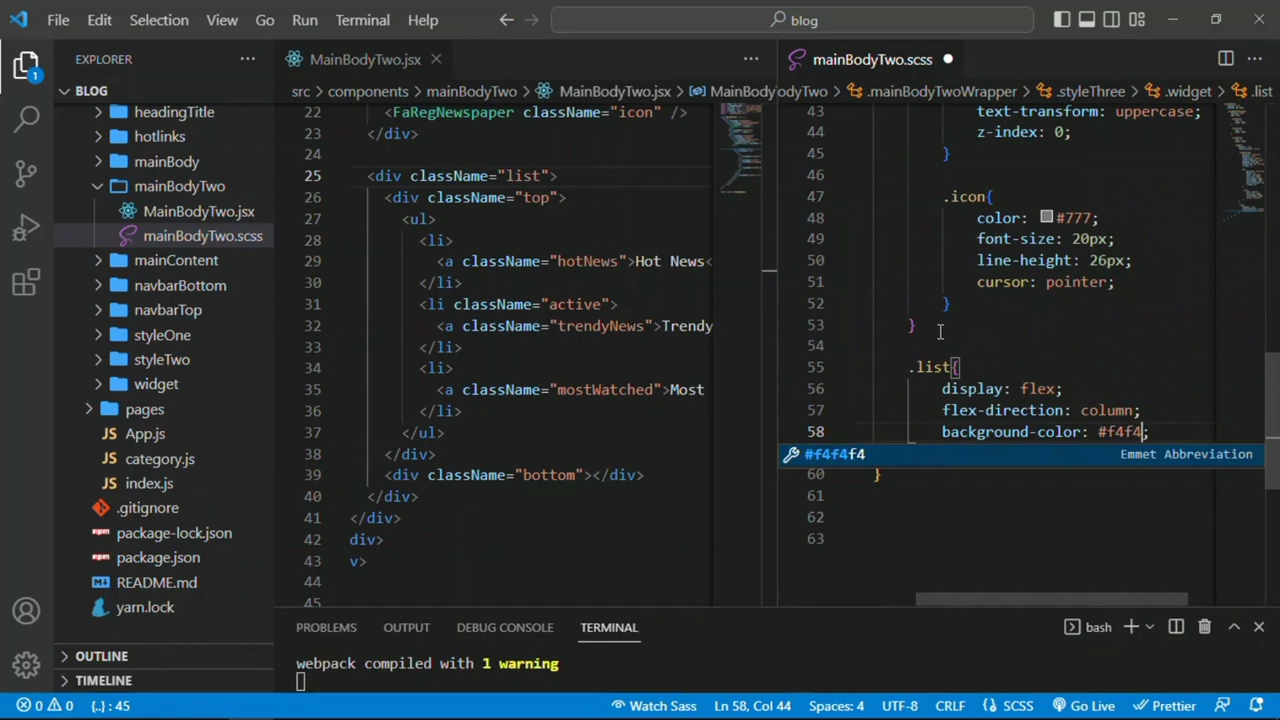 File Edit Selection View Go Run Terminal Help
blog
EXPLORER
BLOG
headingTitle
hotlinks
mainBody
mainBodyTwo
MainBodyTwo.jsx
mainBodyTwo.scss
mainContent
navbarBottom
navbarTop
styleOne
styleTwo
widget
pages
App.js
category.js
index.js
.gitignore
package-lock.json
package.json
README.md
yarn.lock
OUTLINE
TIMELINE
1
MainBodyTwo.jsx
src components mainBodyTwo MainBodyTwo.jsx MainBodyTwo
22 <FaRegNewspaper className="icon" />
23 </div>
24
25 <div className="list">
26 <div className="top">
27 <ul>
28 <li>
29 <a className="hotNews">Hot News<
30 </li>
31 <li className="active">
32 <a className="trendyNews">Trendy
33 </li>
34 <li>
35 <a className="mostWatched">Most
36 </li>
37 </ul>
38 </div>
39 <div className="bottom"></div>
40 </div>
41 </div>
42 div>
43 v>
44
45
mainBodyTwo.scss
odyTwo .mainBodyTwoWrapper .styleThree .widget .list
43 text-transform: uppercase;
44 z-index: 0;
45 }
46
47 .icon{
48 color: #777;
49 font-size: 20px;
50 line-height: 26px;
51 cursor: pointer;
52 }
53 }
54
55 .list{
56 display: flex;
57 flex-direction: column;
58 background-color: #f4f4;
#f4f4f4 Emmet Abbreviation
60 }
61
62
63
PROBLEMS OUTPUT DEBUG CONSOLE TERMINAL
bash
webpack compiled with 1 warning
0 0 {..} : 45 Watch Sass Ln 58, Col 44 Spaces: 4 UTF-8 CRLF SCSS Go Live Prettier